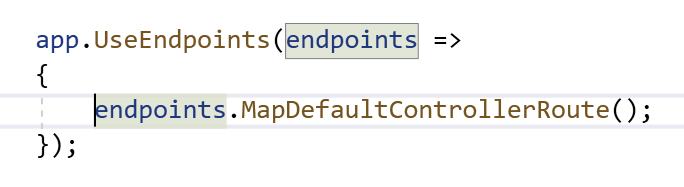 app.UseEndpoints(endpoints =>
{
    endpoints.MapDefaultControllerRoute();
});